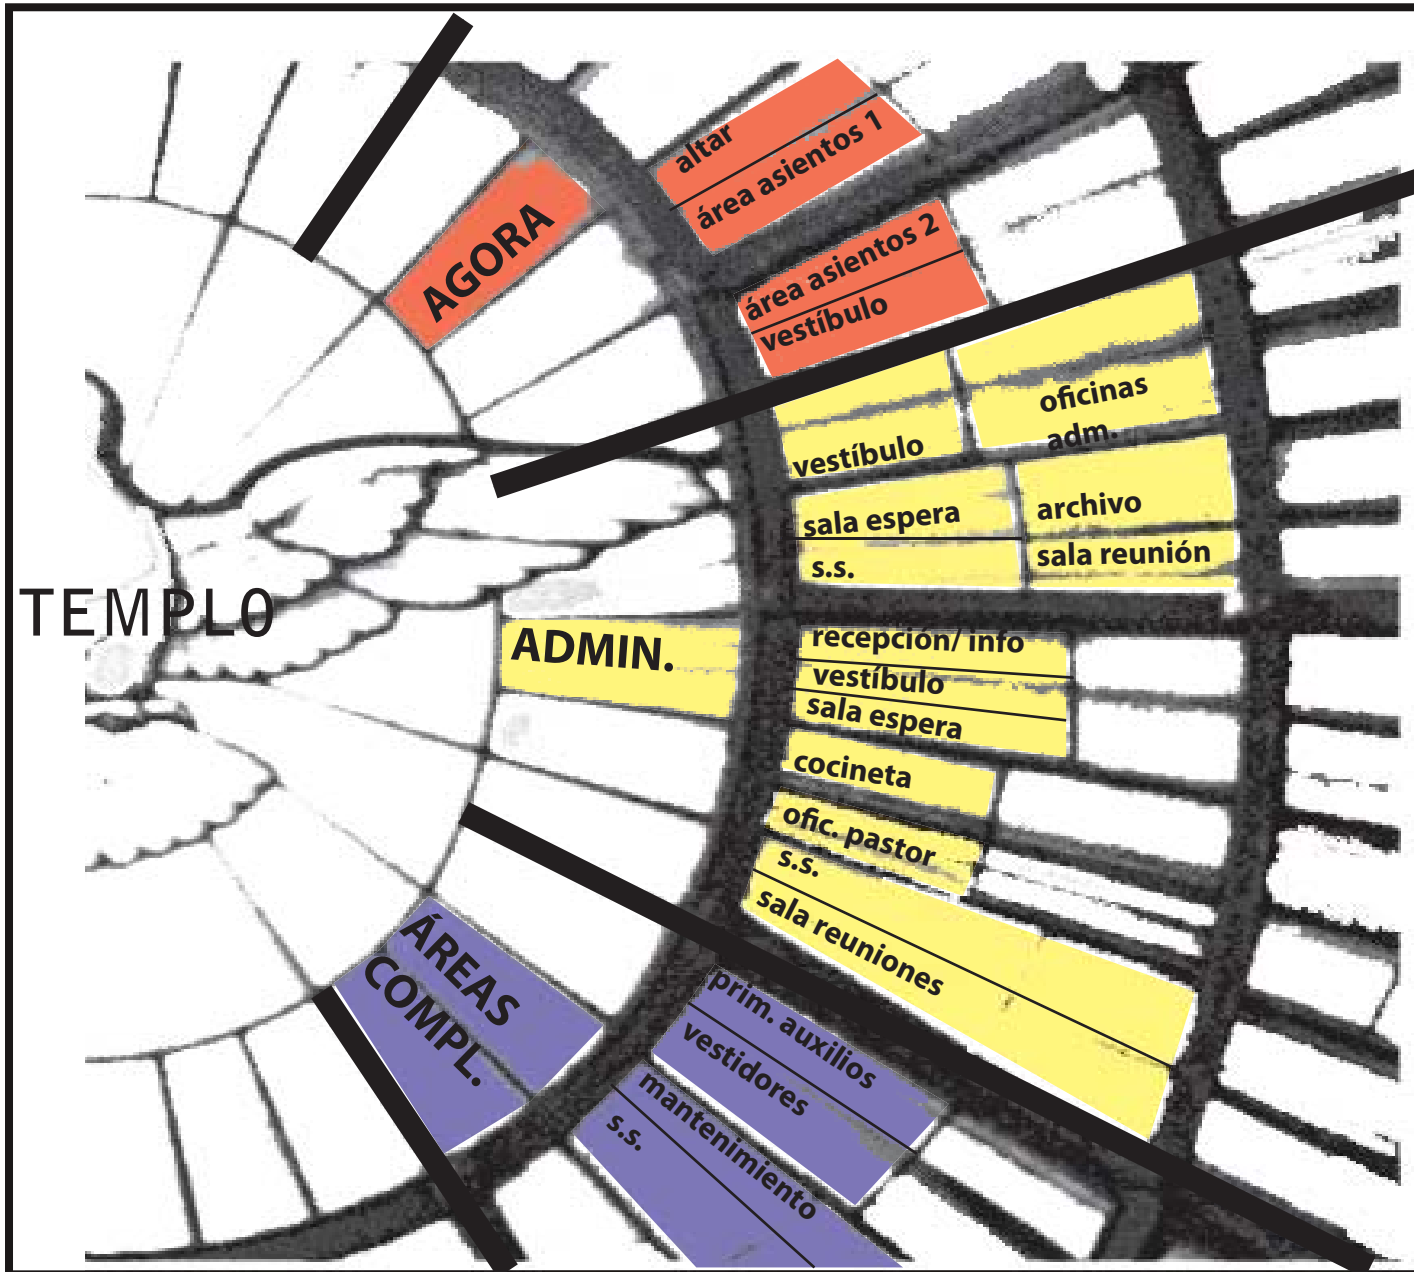 altar
área asientos 1
AGORA
área asientos 2
vestíbulo
oficinas
adm.
vestíbulo
sala espera
archivo
s.s.
sala reunión
TEMPLO
ADMIN.
recepción/ info
vestíbulo
sala espera
cocineta
ofic. pastor
s.s.
sala reuniones
ÁREAS
COMPL.
prim. auxilios
vestidores
mantenimiento
s.s.